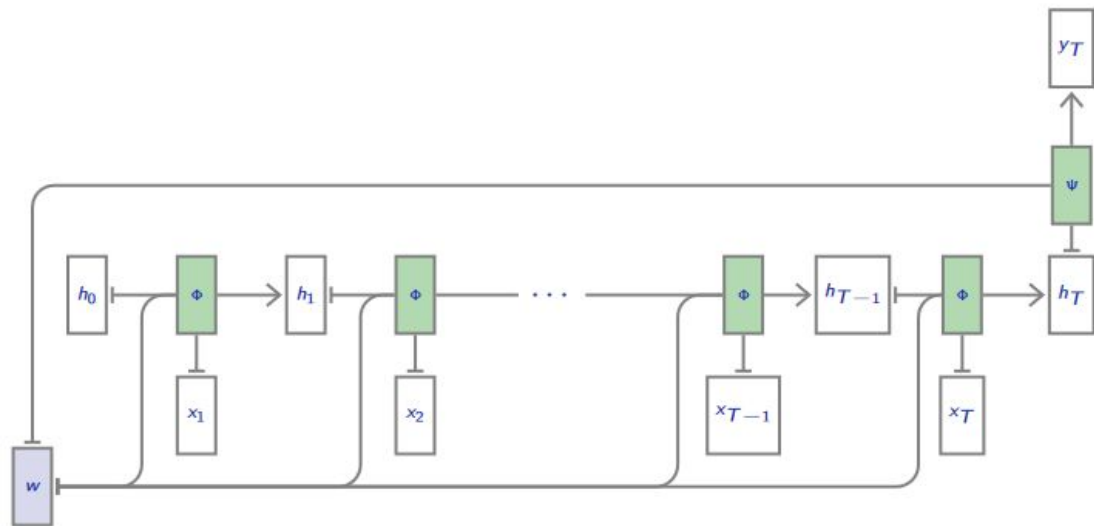 y_T
Ψ
h_0 Φ h_1 Φ ... Φ h_{T−1} Φ h_T
x_1 x_2 x_{T−1} x_T
w